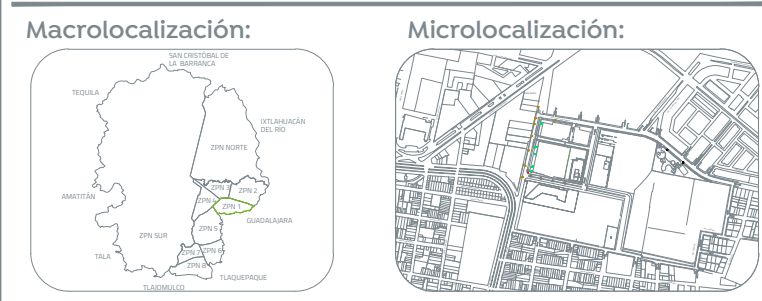 Macrolocalización:
SAN CRISTÓBAL DE
LA BARRANCA
TEQUILA
IXTLAHUACÁN
DEL RÍO
ZPN NORTE
ZPN 3
ZPN 2
ZPN 4
ZPN 1
AMATITÁN
GUADALAJARA
ZPN 5
ZPN SUR
ZPN 7
ZPN 6
TALA
ZPN 8
TLAQUEPAQUE
TLAJOMULCO
Microlocalización: